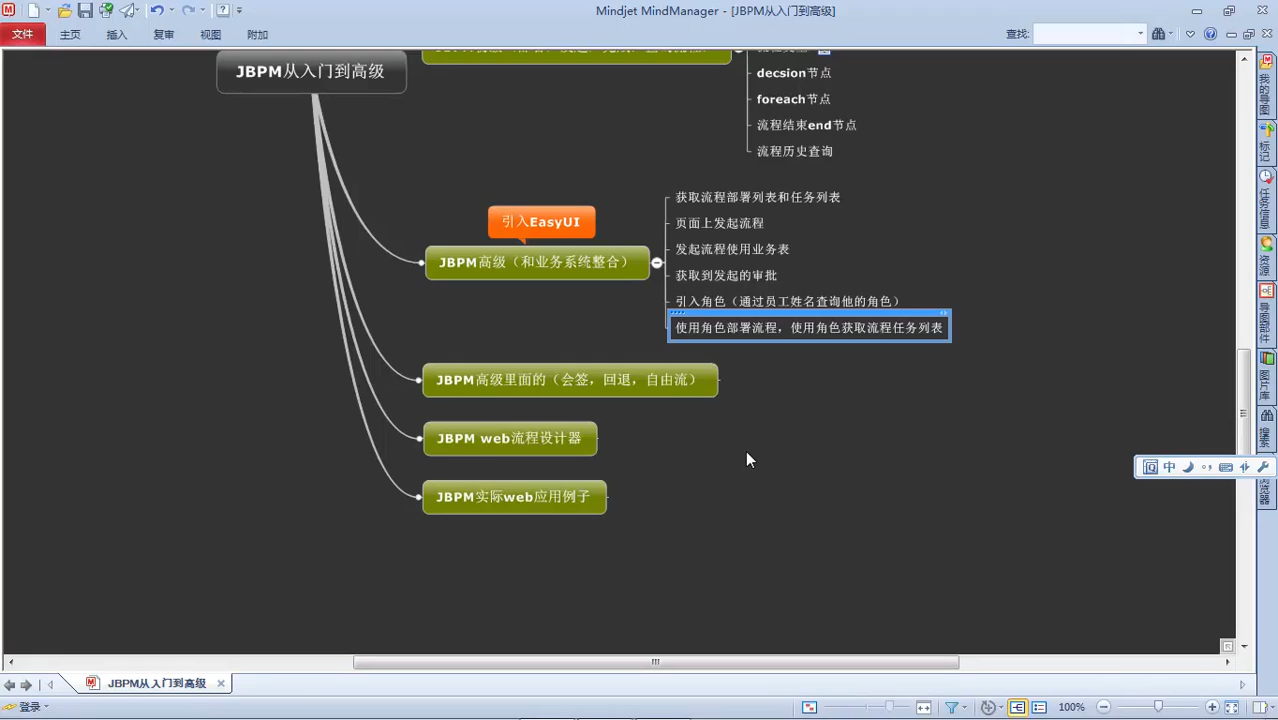 Mindjet MindManager - [JBPM从入门到高级]
文件
主页
插入
复审
视图
附加
查找:
JBPM从入门到高级
decsion节点
foreach节点
流程结束end节点
流程历史查询
引入EasyUI
JBPM高级（和业务系统整合）
获取流程部署列表和任务列表
页面上发起流程
发起流程使用业务表
获取到发起的审批
引入角色（通过员工姓名查询他的角色）
使用角色部署流程，使用角色获取流程任务列表
JBPM高级里面的（会签，回退，自由流）
JBPM web流程设计器
JBPM实际web应用例子
我的导图
标记
任务信息
资源
导图部件
图片库
搜索
浏览器
中
JBPM从入门到高级
登录
100%